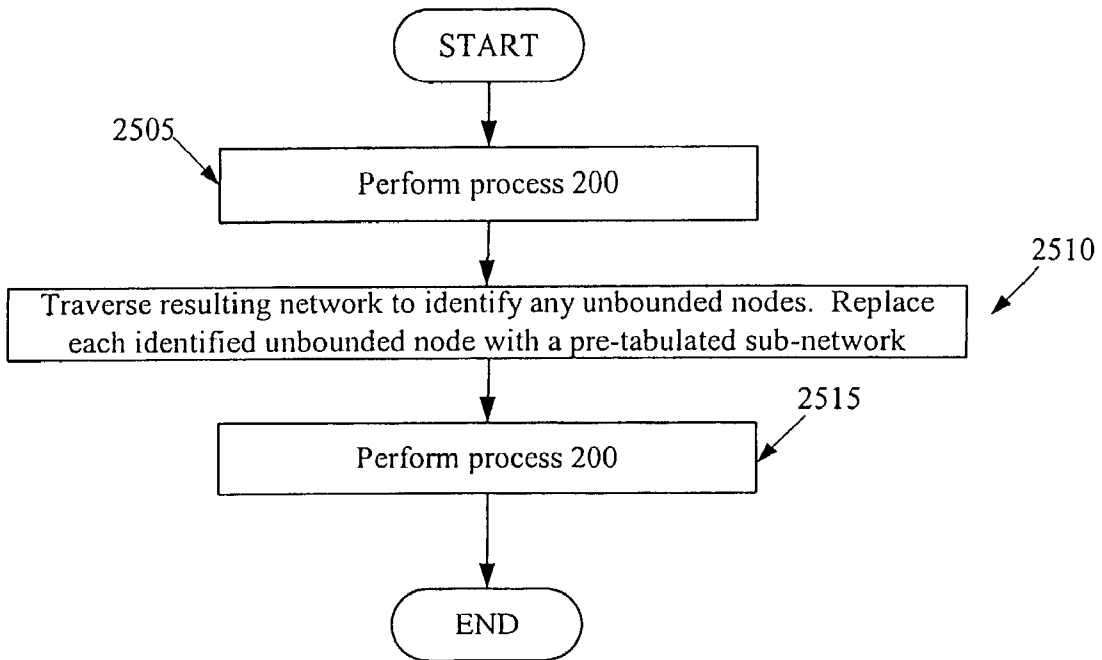 START
2505
Perform process 200
2510
Traverse resulting network to identify any unbounded nodes. Replace
each identified unbounded node with a pre-tabulated sub-network
2515
Perform process 200
END